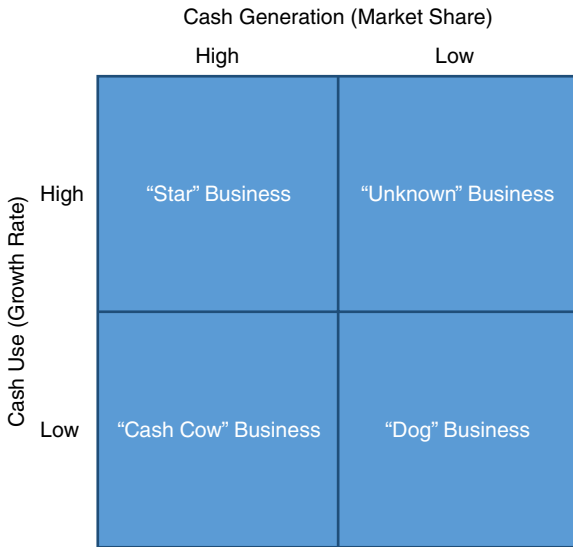 Cash Generation (Market Share)
High Low
Cash Use (Growth Rate)
High “Star” Business “Unknown” Business
Low “Cash Cow” Business “Dog” Business